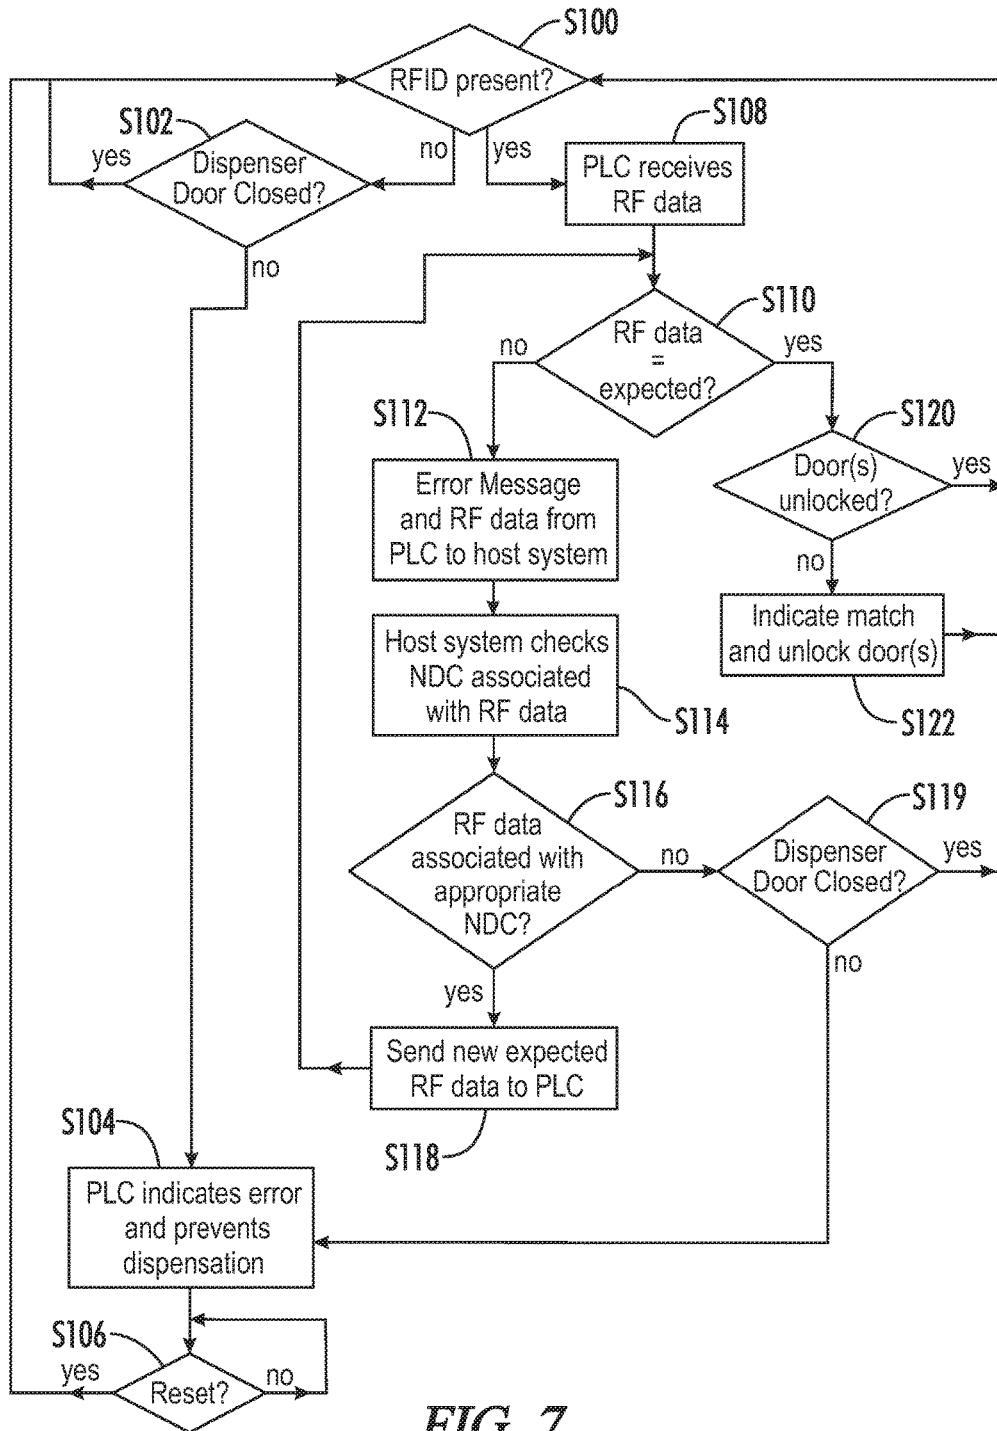 S100
RFID present?
S102
yes
Dispenser
Door Closed?
no
yes
S108
PLC receives
RF data
no
S110
no
RF data
=
expected?
yes
S112
Error Message
and RF data from
PLC to host system
S120
Door(s)
unlocked?
yes
no
Indicate match
and unlock door(s)
S122
Host system checks
NDC associated
with RF data
S114
S116
RF data
associated with
appropriate
NDC?
no
S119
Dispenser
Door Closed?
yes
no
yes
Send new expected
RF data to PLC
S118
S104
PLC indicates error
and prevents
dispensation
S106
yes
Reset?
no
FIG. 7